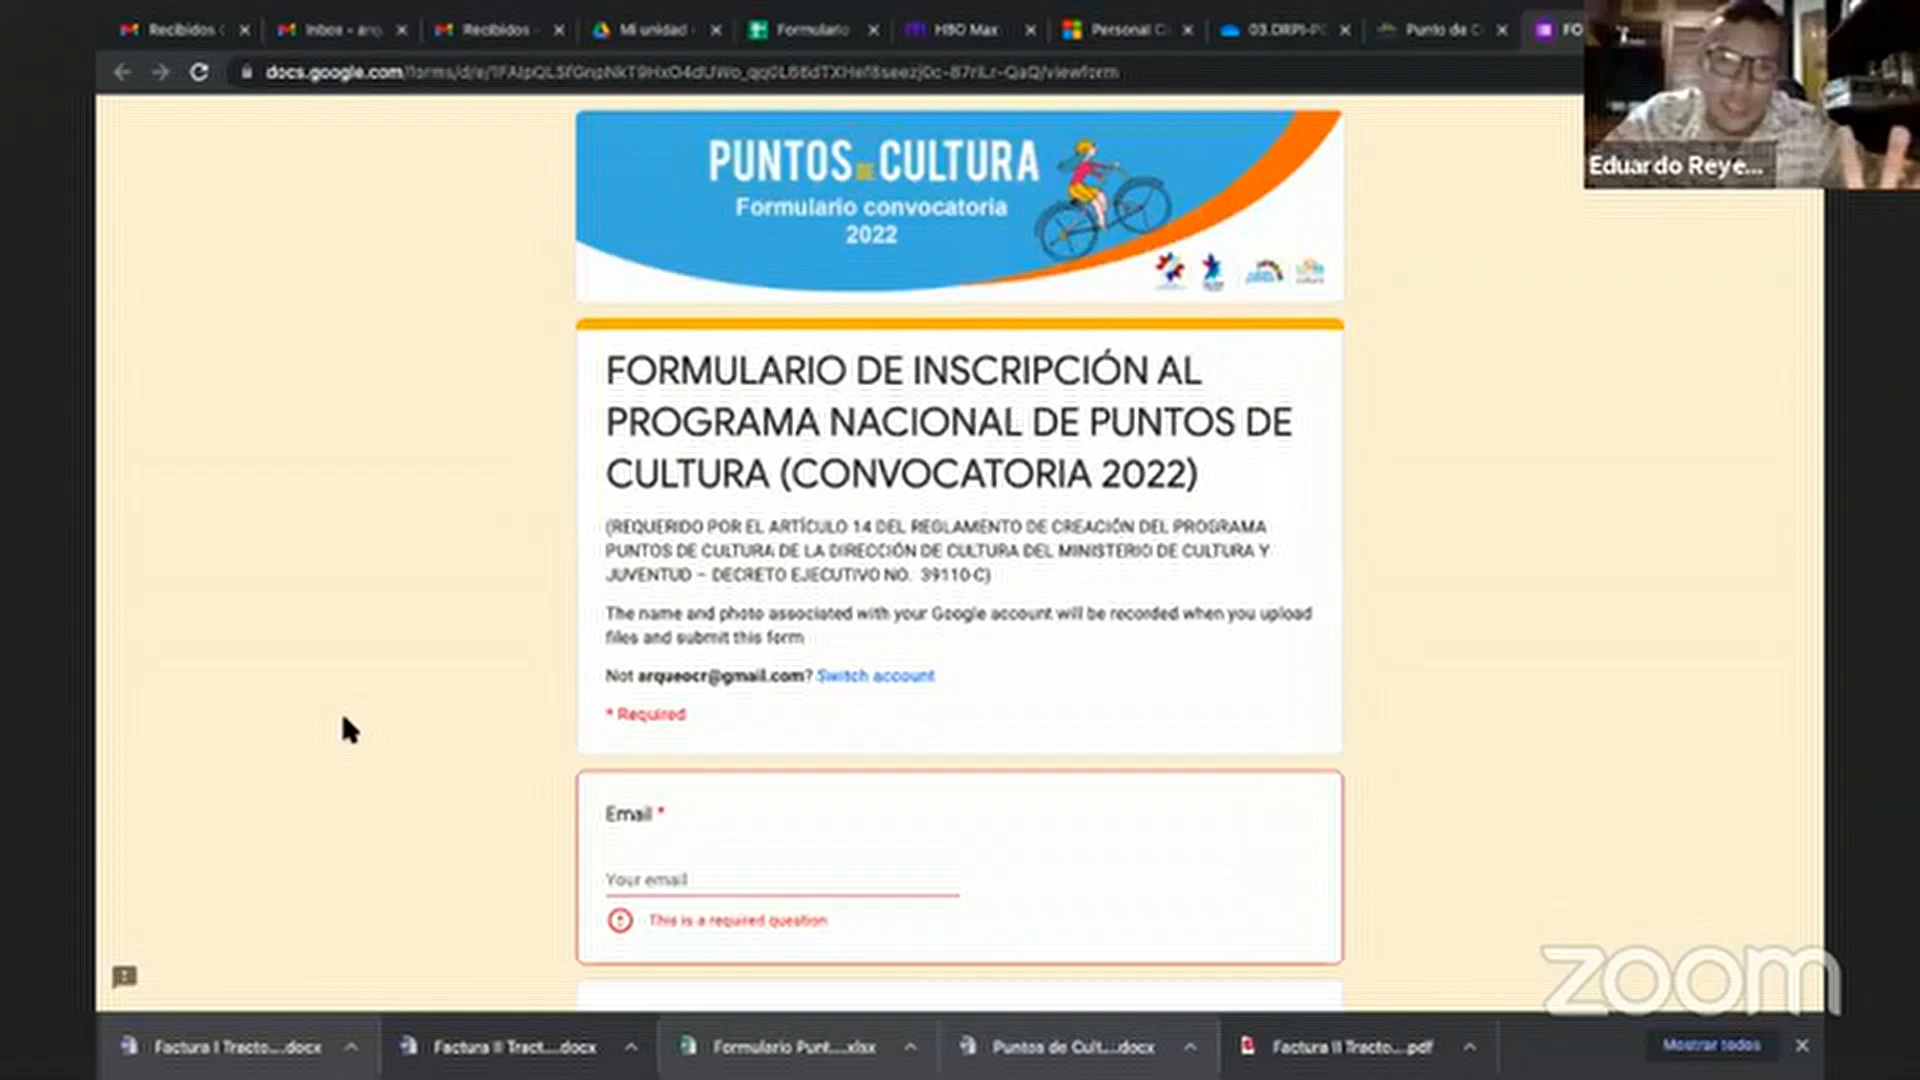 Recibidos
Inbox - arq
Recibidos -
Mi unidad -
Formulario
HBO Max
Personal
03.DRPI-P
Punto de C
FO
docs.google.com
Eduardo Reye...
PUNTOS DE CULTURA
Formulario convocatoria
2022
FORMULARIO DE INSCRIPCIÓN AL
PROGRAMA NACIONAL DE PUNTOS DE
CULTURA (CONVOCATORIA 2022)
(REQUERIDO POR EL ARTÍCULO 14 DEL REGLAMENTO DE CREACIÓN DEL PROGRAMA
PUNTOS DE CULTURA DE LA DIRECCIÓN DE CULTURA DEL MINISTERIO DE CULTURA Y
JUVENTUD – DECRETO EJECUTIVO NO. 39110-C)
The name and photo associated with your Google account will be recorded when you upload
files and submit this form
Not arqueocr@gmail.com? Switch account
* Required
Email *
Your email
This is a required question
zoom
Factura I Tracto....docx
Factura II Tract....docx
Formulario Punt....xlsx
Puntos de Cult....docx
Factura II Tracto....pdf
Mostrar todos